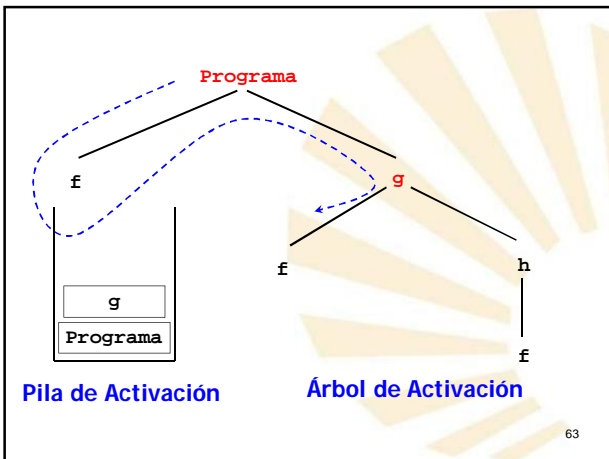 Programa
f
g
f
h
g
Programa
f
Pila de Activación
Árbol de Activación
63